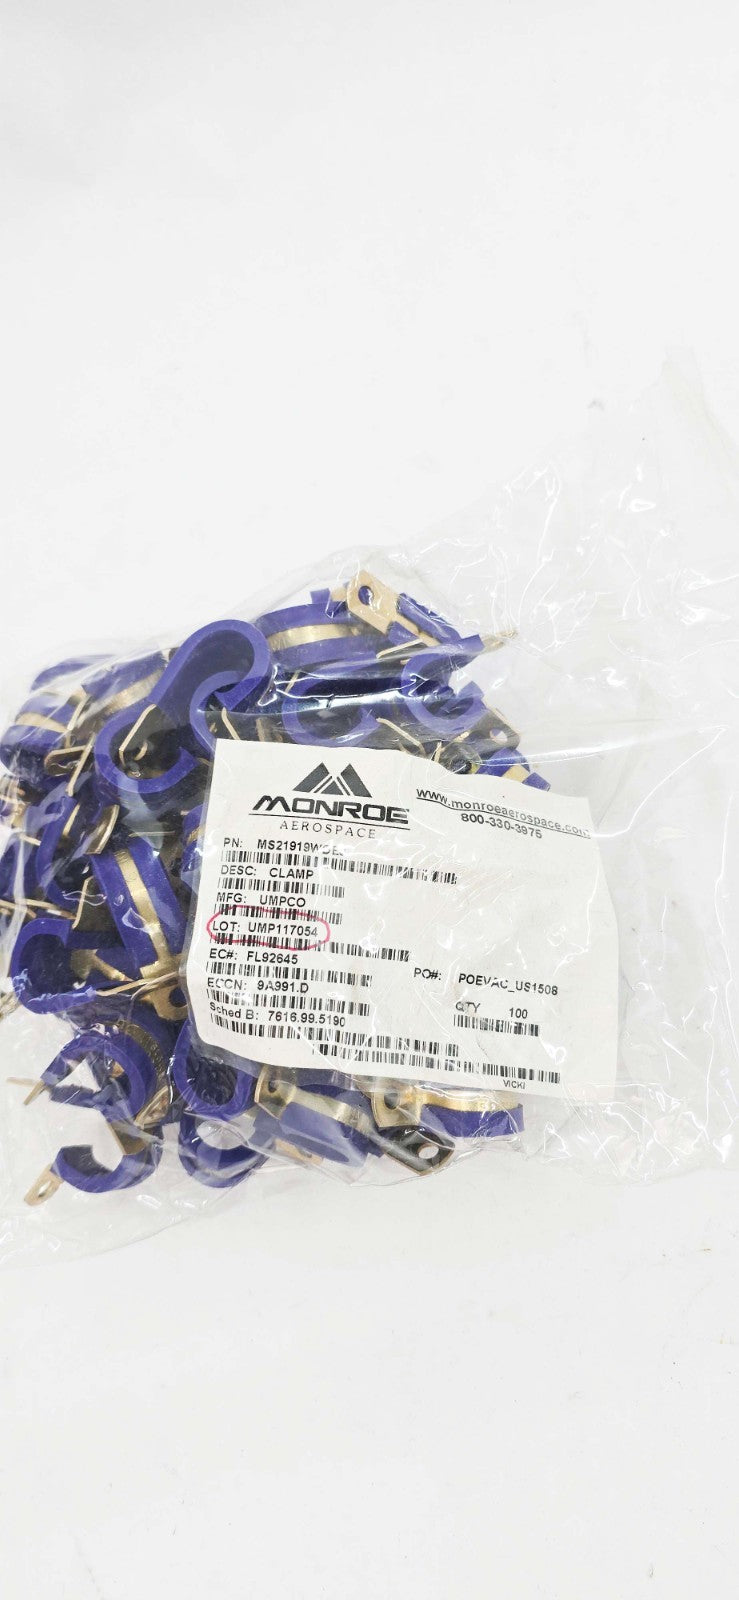 MONROE
AEROSPACE
www.monroeaerospace.com
800-330-3975
PN:
DESC: CLAMP
MFG: UMPCO
LOT: UMP117054
EC#: FL92645
PO#: POEVAC_US1508
ECCN: 9A991.D
QTY 100
Sched B: 7616.99.5190
VICKI